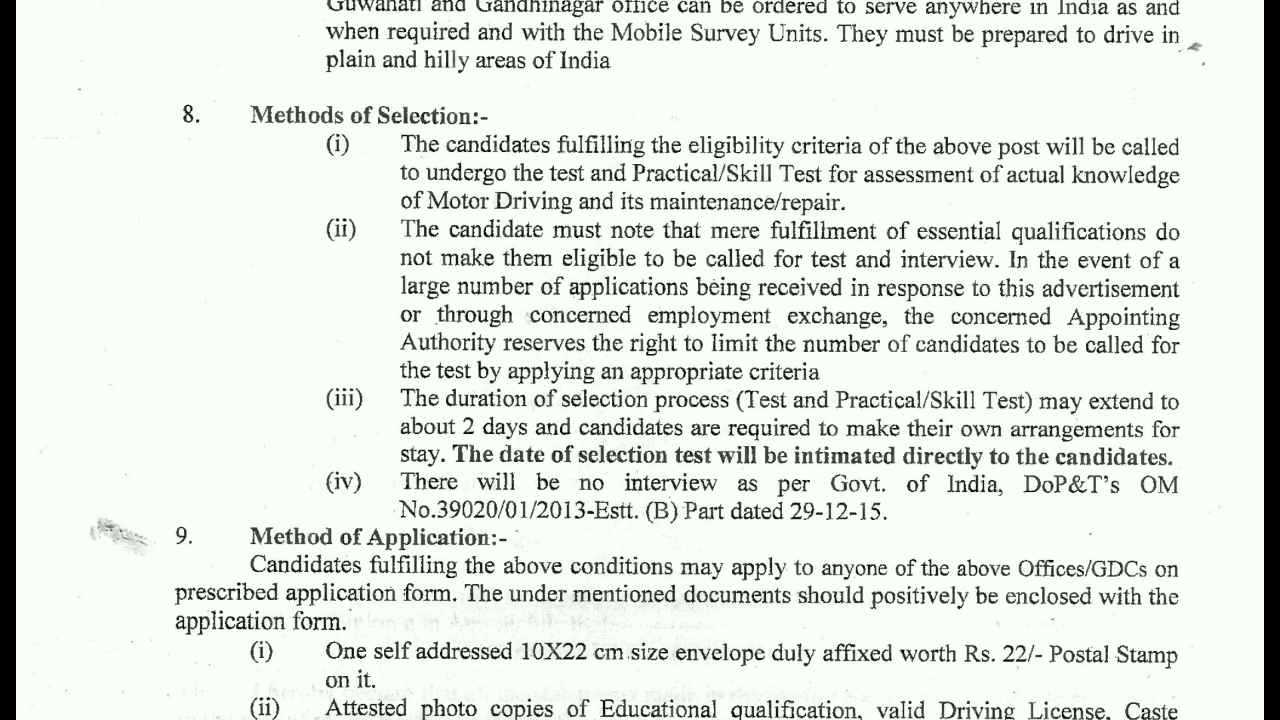 Guwahati and Gandhinagar office can be ordered to serve anywhere in India as and
when required and with the Mobile Survey Units. They must be prepared to drive in
plain and hilly areas of India
8. Methods of Selection:-
(i) The candidates fulfilling the eligibility criteria of the above post will be called
to undergo the test and Practical/Skill Test for assessment of actual knowledge
of Motor Driving and its maintenance/repair.
(ii) The candidate must note that mere fulfillment of essential qualifications do
not make them eligible to be called for test and interview. In the event of a
large number of applications being received in response to this advertisement
or through concerned employment exchange, the concerned Appointing
Authority reserves the right to limit the number of candidates to be called for
the test by applying an appropriate criteria
(iii) The duration of selection process (Test and Practical/Skill Test) may extend to
about 2 days and candidates are required to make their own arrangements for
stay. The date of selection test will be intimated directly to the candidates.
(iv) There will be no interview as per Govt. of India, DoP&T's OM
No.39020/01/2013-Estt. (B) Part dated 29-12-15.
9. Method of Application:-
Candidates fulfilling the above conditions may apply to anyone of the above Offices/GDCs on
prescribed application form. The under mentioned documents should positively be enclosed with the
application form.
(i) One self addressed 10X22 cm size envelope duly affixed worth Rs. 22/- Postal Stamp
on it.
(ii) Attested photo copies of Educational qualification, valid Driving License, Caste